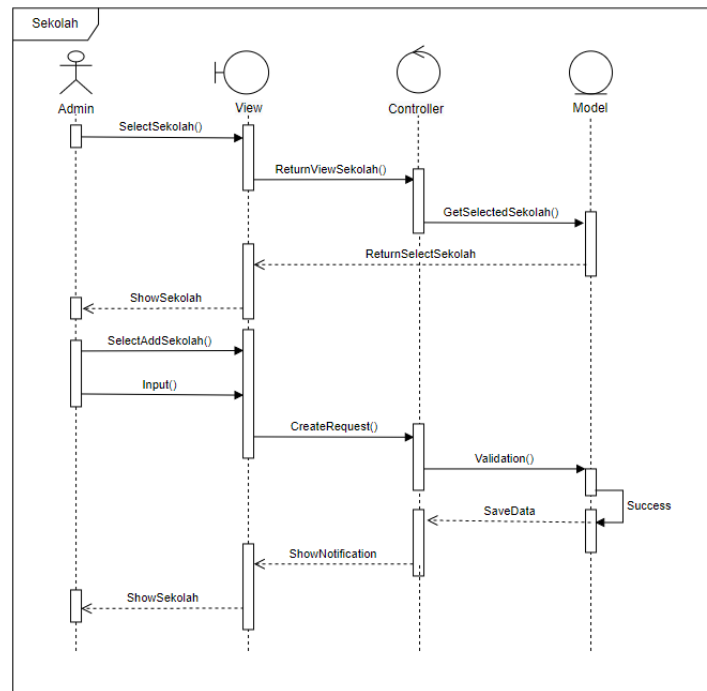 Sekolah
Admin
View
Controller
Model
SelectSekolah()
ReturnViewSekolah()
GetSelectedSekolah()
ReturnSelectSekolah
ShowSekolah
SelectAddSekolah()
Input()
CreateRequest()
Validation()
Success
SaveData
ShowNotification
ShowSekolah